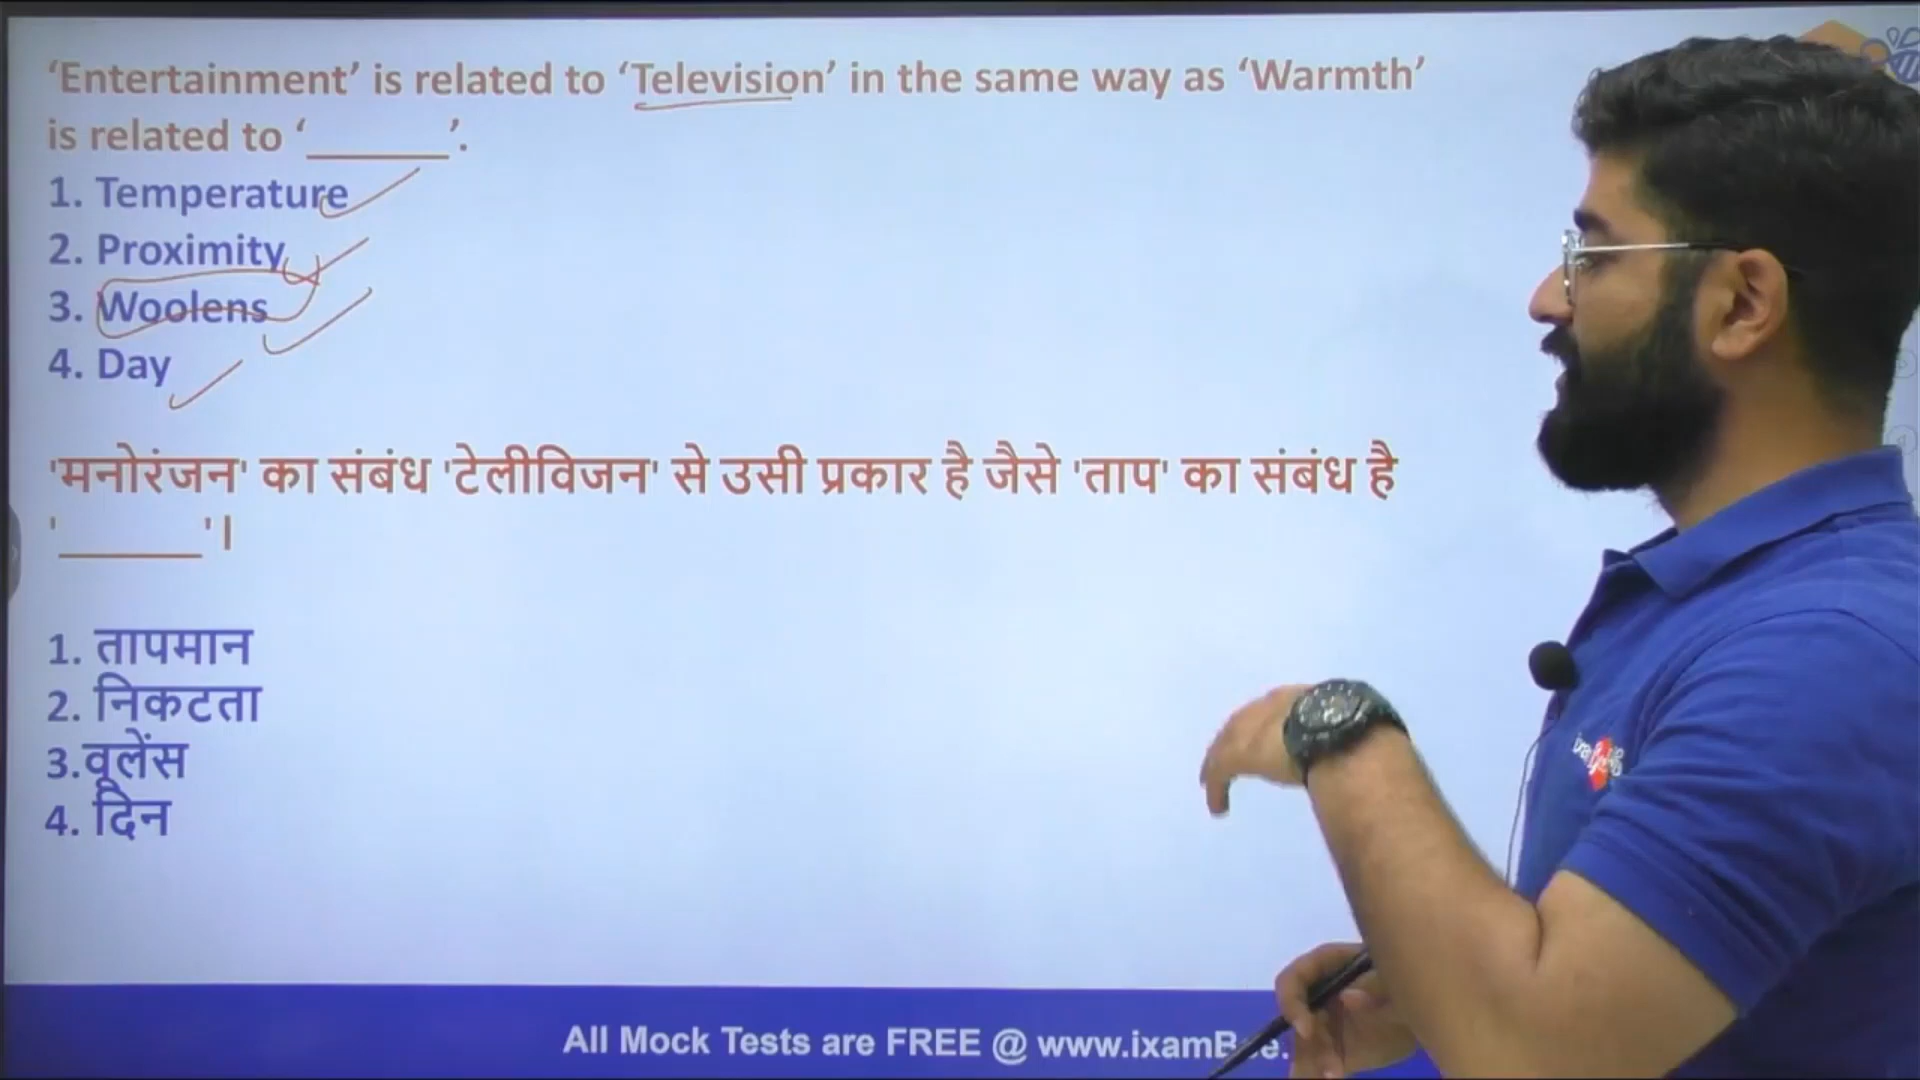 ‘Entertainment’ is related to ‘Television’ in the same way as ‘Warmth’
is related to ‘______’.
1. Temperature
2. Proximity
3. Woolens
4. Day
'मनोरंजन' का संबंध 'टेलीविजन' से उसी प्रकार है जैसे 'ताप' का संबंध है
'______'।
1. तापमान
2. निकटता
3.वूलेंस
4. दिन
All Mock Tests are FREE @ www.ixamBee.